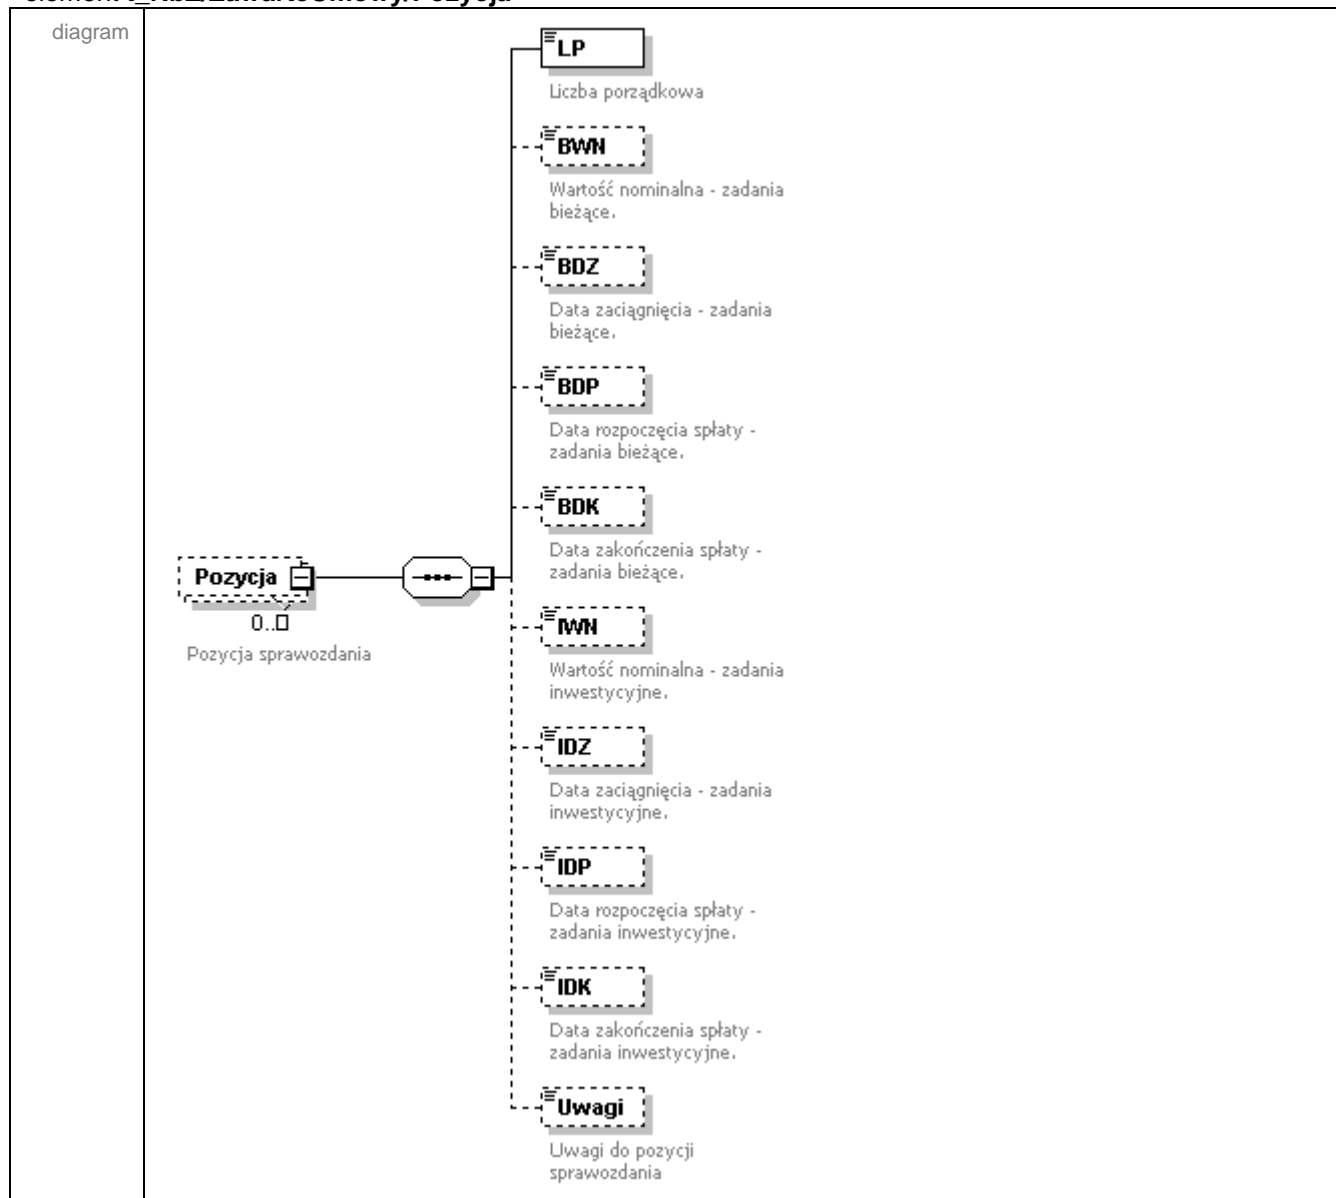 diagram
LP
Liczba porządkowa
BWN
Wartość nominalna - zadania
bieżące.
BDZ
Data zaciągnięcia - zadania
bieżące.
BDP
Data rozpoczęcia spłaty -
zadania bieżące.
BDK
Data zakończenia spłaty -
zadania bieżące.
Pozycja
0..
Pozycja sprawozdania
IWN
Wartość nominalna - zadania
inwestycyjne.
IDZ
Data zaciągnięcia - zadania
inwestycyjne.
IDP
Data rozpoczęcia spłaty -
zadania inwestycyjne.
IDK
Data zakończenia spłaty -
zadania inwestycyjne.
Uwagi
Uwagi do pozycji
sprawozdania